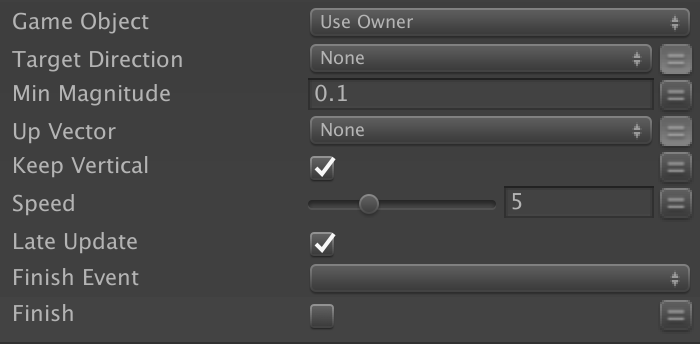 Game Object Use Owner
Target Direction None
Min Magnitude 0.1
Up Vector None
Keep Vertical
Speed 5
Late Update
Finish Event
Finish